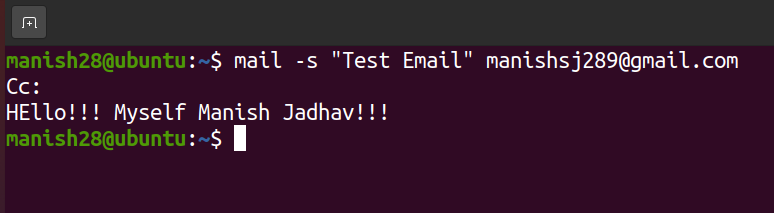 manish28@ubuntu:~$ mail -s "Test Email" manishsj289@gmail.com
Cc:
HEllo!!! Myself Manish Jadhav!!!
manish28@ubuntu:~$